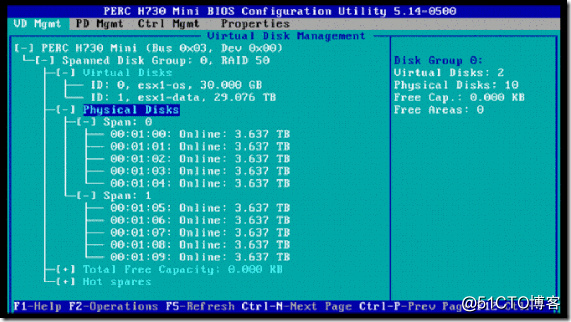 PERC H730 Mini BIOS Configuration Utility 5.14-0500
VD Mgmt PD Mgmt Ctrl Mgmt Properties
Virtual Disk Management
[-] PERC H730 Mini (Bus 0x03, Dev 0x00)
[-] Spanned Disk Group: 0, RAID 50
[-] Virtual Disks
ID: 0, esx1-os, 30.000 GB
ID: 1, esx1-data, 29.076 TB
[-] Physical Disks
[-] Span: 0
00:01:00: Online: 3.637 TB
00:01:01: Online: 3.637 TB
00:01:02: Online: 3.637 TB
00:01:03: Online: 3.637 TB
00:01:04: Online: 3.637 TB
[-] Span: 1
00:01:05: Online: 3.637 TB
00:01:06: Online: 3.637 TB
00:01:07: Online: 3.637 TB
00:01:08: Online: 3.637 TB
00:01:09: Online: 3.637 TB
[+] Total Free Capacity: 0.000 KB
[+] Hot spares
Disk Group 0:
Virtual Disks: 2
Physical Disks: 10
Free Cap.: 0.000 KB
Free Areas: 0
F1-Help F2-Operations F5-Refresh Ctrl-N-Next Page Ctrl-P-Prev Page
@51CTO博客